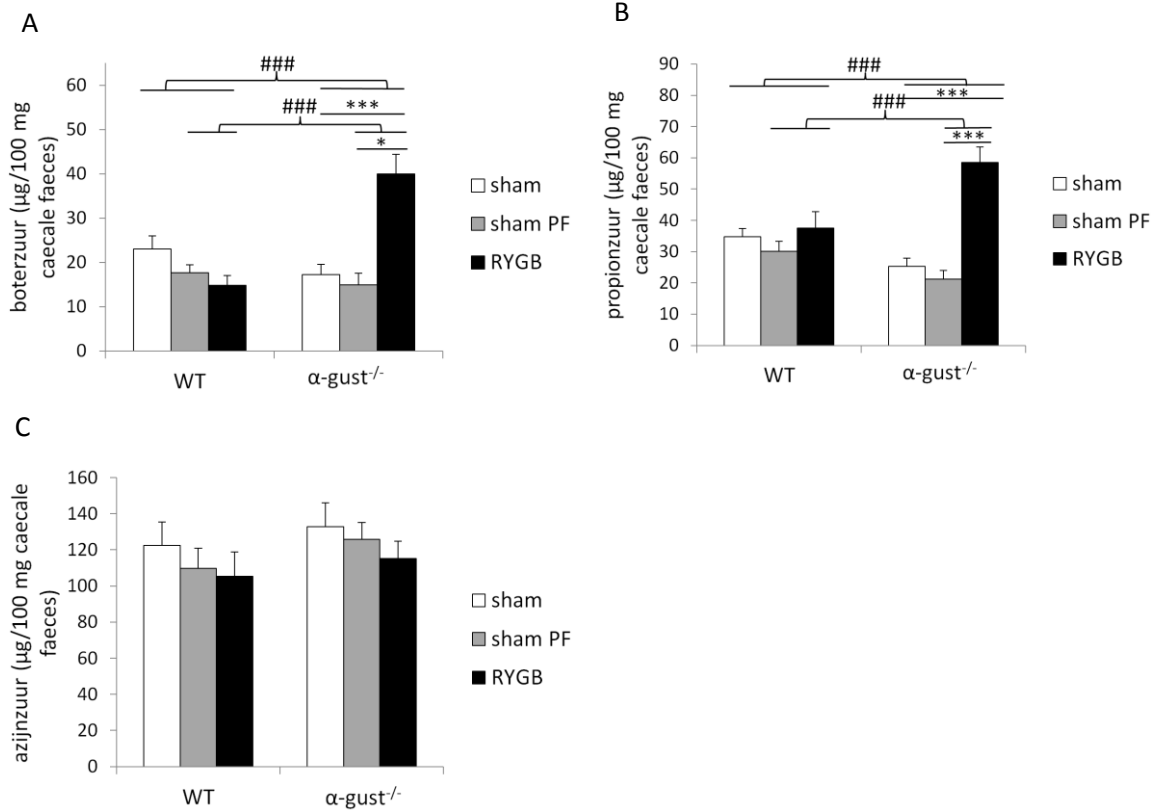 A
###
###
***
*
60
50
40
30
20
10
0
boterzuur (µg/100 mg
caecale faeces)
WT
α-gust-/-
sham
sham PF
RYGB
B
###
###
***
***
90
80
70
60
50
40
30
20
10
0
propionzuur (µg/100 mg
caecale faeces)
WT
α-gust-/-
sham
sham PF
RYGB
C
160
140
120
100
80
60
40
20
0
azijnzuur (µg/100 mg caecale
faeces)
WT
α-gust-/-
sham
sham PF
RYGB